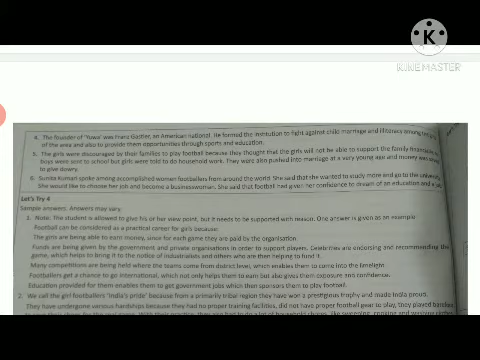 KINEMASTER
4. The founder of 'Yuwa' was Franz Gastler, an American national. He formed the institution to fight against child marriage and illiteracy among the girls
of the area and also to provide them opportunities through sports and education.
5. The girls were discouraged by their families to play football because they thought that the girls will not be able to support the family financially
boys were sent to school but girls were told to do household work. They were also pushed into marriage at a very young age and money was
to give dowry.
6. Sunita Kumari spoke among accomplished women footballers from around the world. She said that she wanted to study more and go to the university.
She would like to choose her job and become a businesswoman. She said that football had given her confidence to dream of an education and a job.
Let's Try 4
Sample answers: Answers may vary.
1. Note: The student is allowed to give his or her view point, but it needs to be supported with reason. One answer is given as an example
Football can be considered as a practical career for girls because:
The girls are being able to earn money, since for each game they are paid by the organisation.
Funds are being given by the government and private organisations in order to support players. Celebrities are endorsing and recommending the
game, which helps to bring it to the notice of industrialists and others who are then helping to fund it.
Many competitions are being held where the teams come from district level, which enables them to come into the limelight
Footballers get a chance to go international, which not only helps them to earn but also gives them exposure and confidence.
Education provided for them enables them to get government jobs which then sponsors them to play football.
2. We call the girl footballers 'India's pride' because from a primarily tribal region they have won a prestigious trophy and made India proud.
They have undergone various hardships because they had no proper training facilities, did not have proper football gear to play, they played barefoot